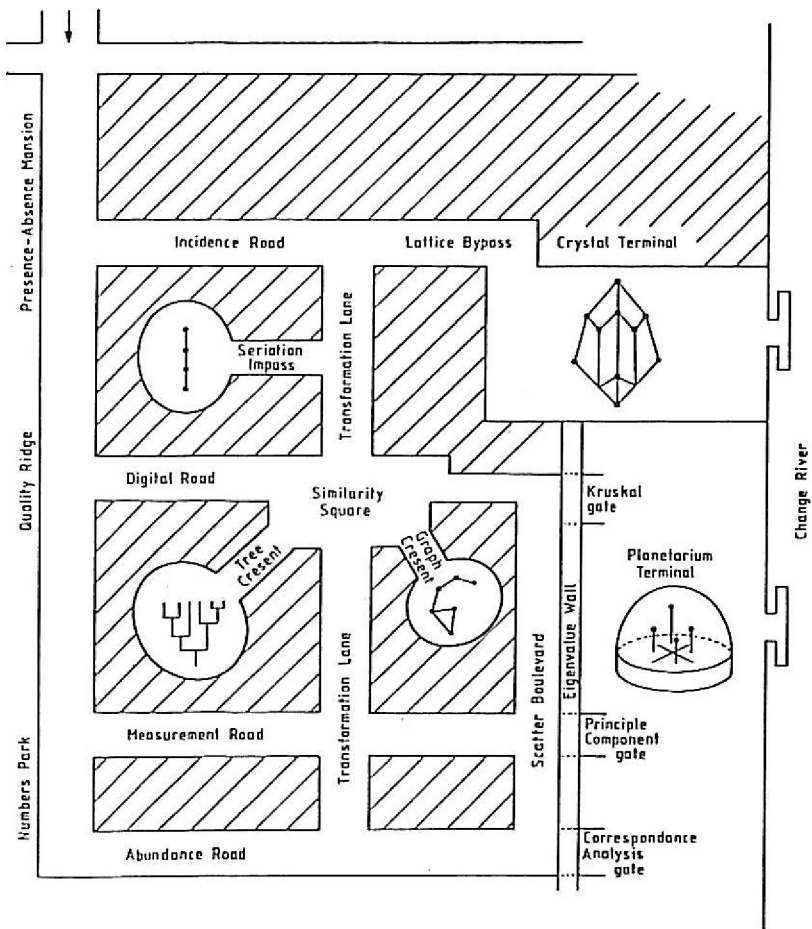 Presence-Absence Mansion
Incidence Road
Lattice Bypass
Crystal Terminal
Seriation
Impass
Transformation Lane
Quality Ridge
Digital Road
Similarity
Square
Kruskal
gate
Change River
Tree
Cresent
Graph
Cresent
Planetarium
Terminal
Eigenvalue Wall
Scatter Boulevard
Transformation Lane
Measurement Road
Principle
Component
gate
Numbers Park
Abundance Road
Correspondance
Analysis
gate